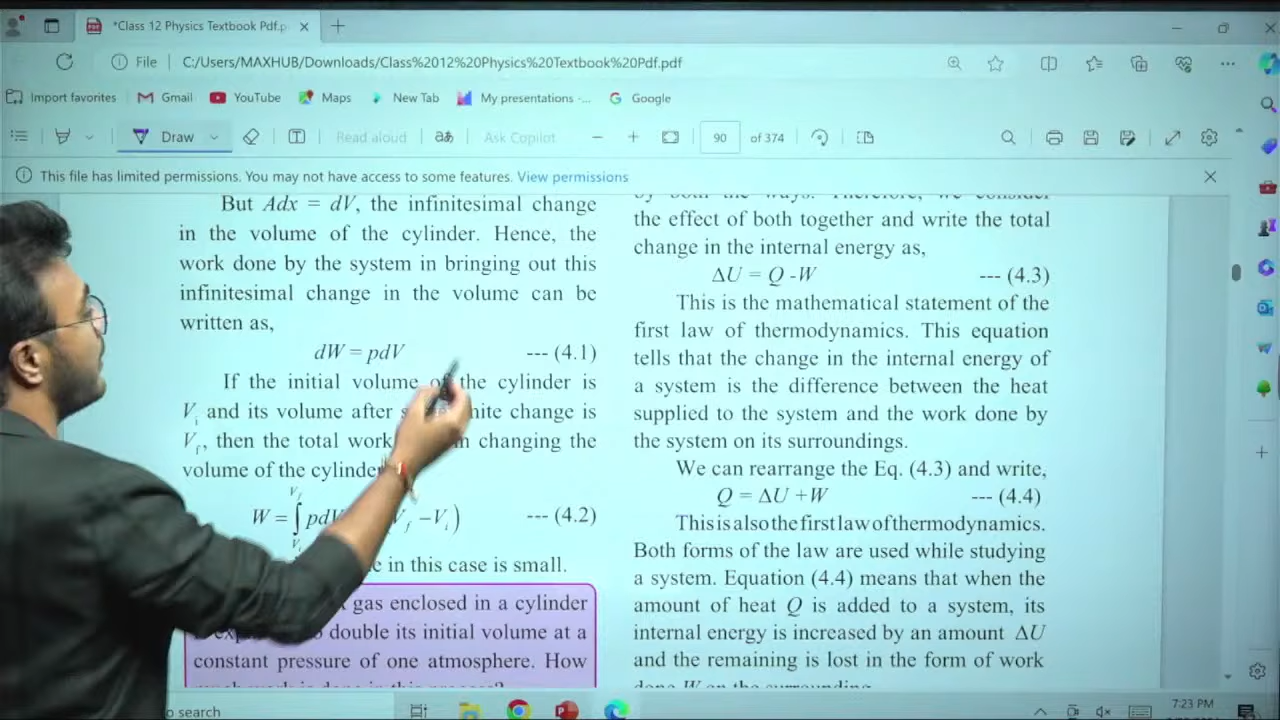 *Class 12 Physics Textbook Pdf.p
File C:/Users/MAXHUB/Downloads/Class%2012%20Physics%20Textbook%20Pdf.pdf
Import favorites Gmail YouTube Maps New Tab My presentations -... Google
Draw Read aloud aあ Ask Copilot 90 of 374
This file has limited permissions. You may not have access to some features. View permissions
But Adx = dV, the infinitesimal change
in the volume of the cylinder. Hence, the
work done by the system in bringing out this
infinitesimal change in the volume can be
written as,
dW = pdV --- (4.1)
If the initial volume of the cylinder is
Vi and its volume after change is
Vf, then the total work in changing the
volume of the cylinder
W = ∫ pdV Vf − Vi ) --- (4.2)
in this case is small.
gas enclosed in a cylinder
double its initial volume at a
constant pressure of one atmosphere. How
much work is done in this process?
by both the ways. Therefore, we consider
the effect of both together and write the total
change in the internal energy as,
ΔU = Q -W --- (4.3)
This is the mathematical statement of the
first law of thermodynamics. This equation
tells that the change in the internal energy of
a system is the difference between the heat
supplied to the system and the work done by
the system on its surroundings.
We can rearrange the Eq. (4.3) and write,
Q = ΔU +W --- (4.4)
This is also the first law of thermodynamics.
Both forms of the law are used while studying
a system. Equation (4.4) means that when the
amount of heat Q is added to a system, its
internal energy is increased by an amount ΔU
and the remaining is lost in the form of work
done W on the surrounding.
search
7:23 PM